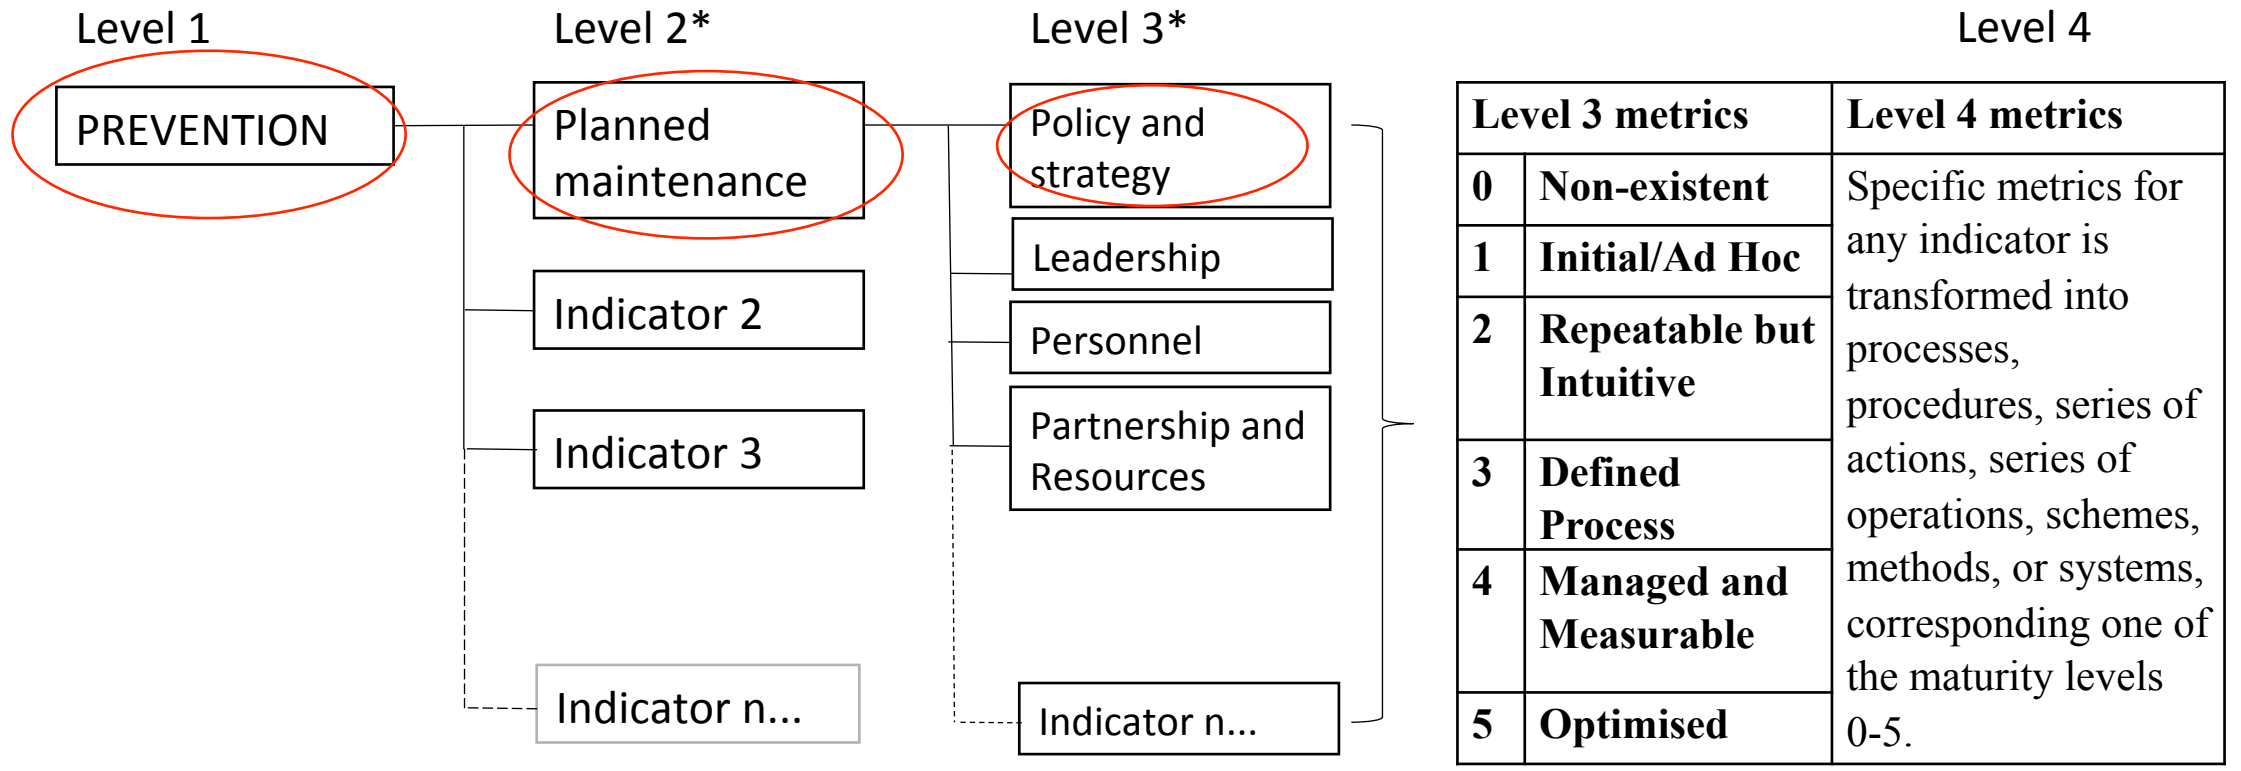 Level 1
Level 2*
Level 3*
Level 4
PREVENTION
Planned
maintenance
Indicator 2
Indicator 3
Indicator n...
Policy and
strategy
Leadership
Personnel
Partnership and
Resources
Indicator n...
Level 3 metrics
Level 4 metrics
0 Non-existent
1 Initial/Ad Hoc
2 Repeatable but
Intuitive
3 Defined
Process
4 Managed and
Measurable
5 Optimised
Specific metrics for
any indicator is
transformed into
processes,
procedures, series of
actions, series of
operations, schemes,
methods, or systems,
corresponding one of
the maturity levels
0-5.